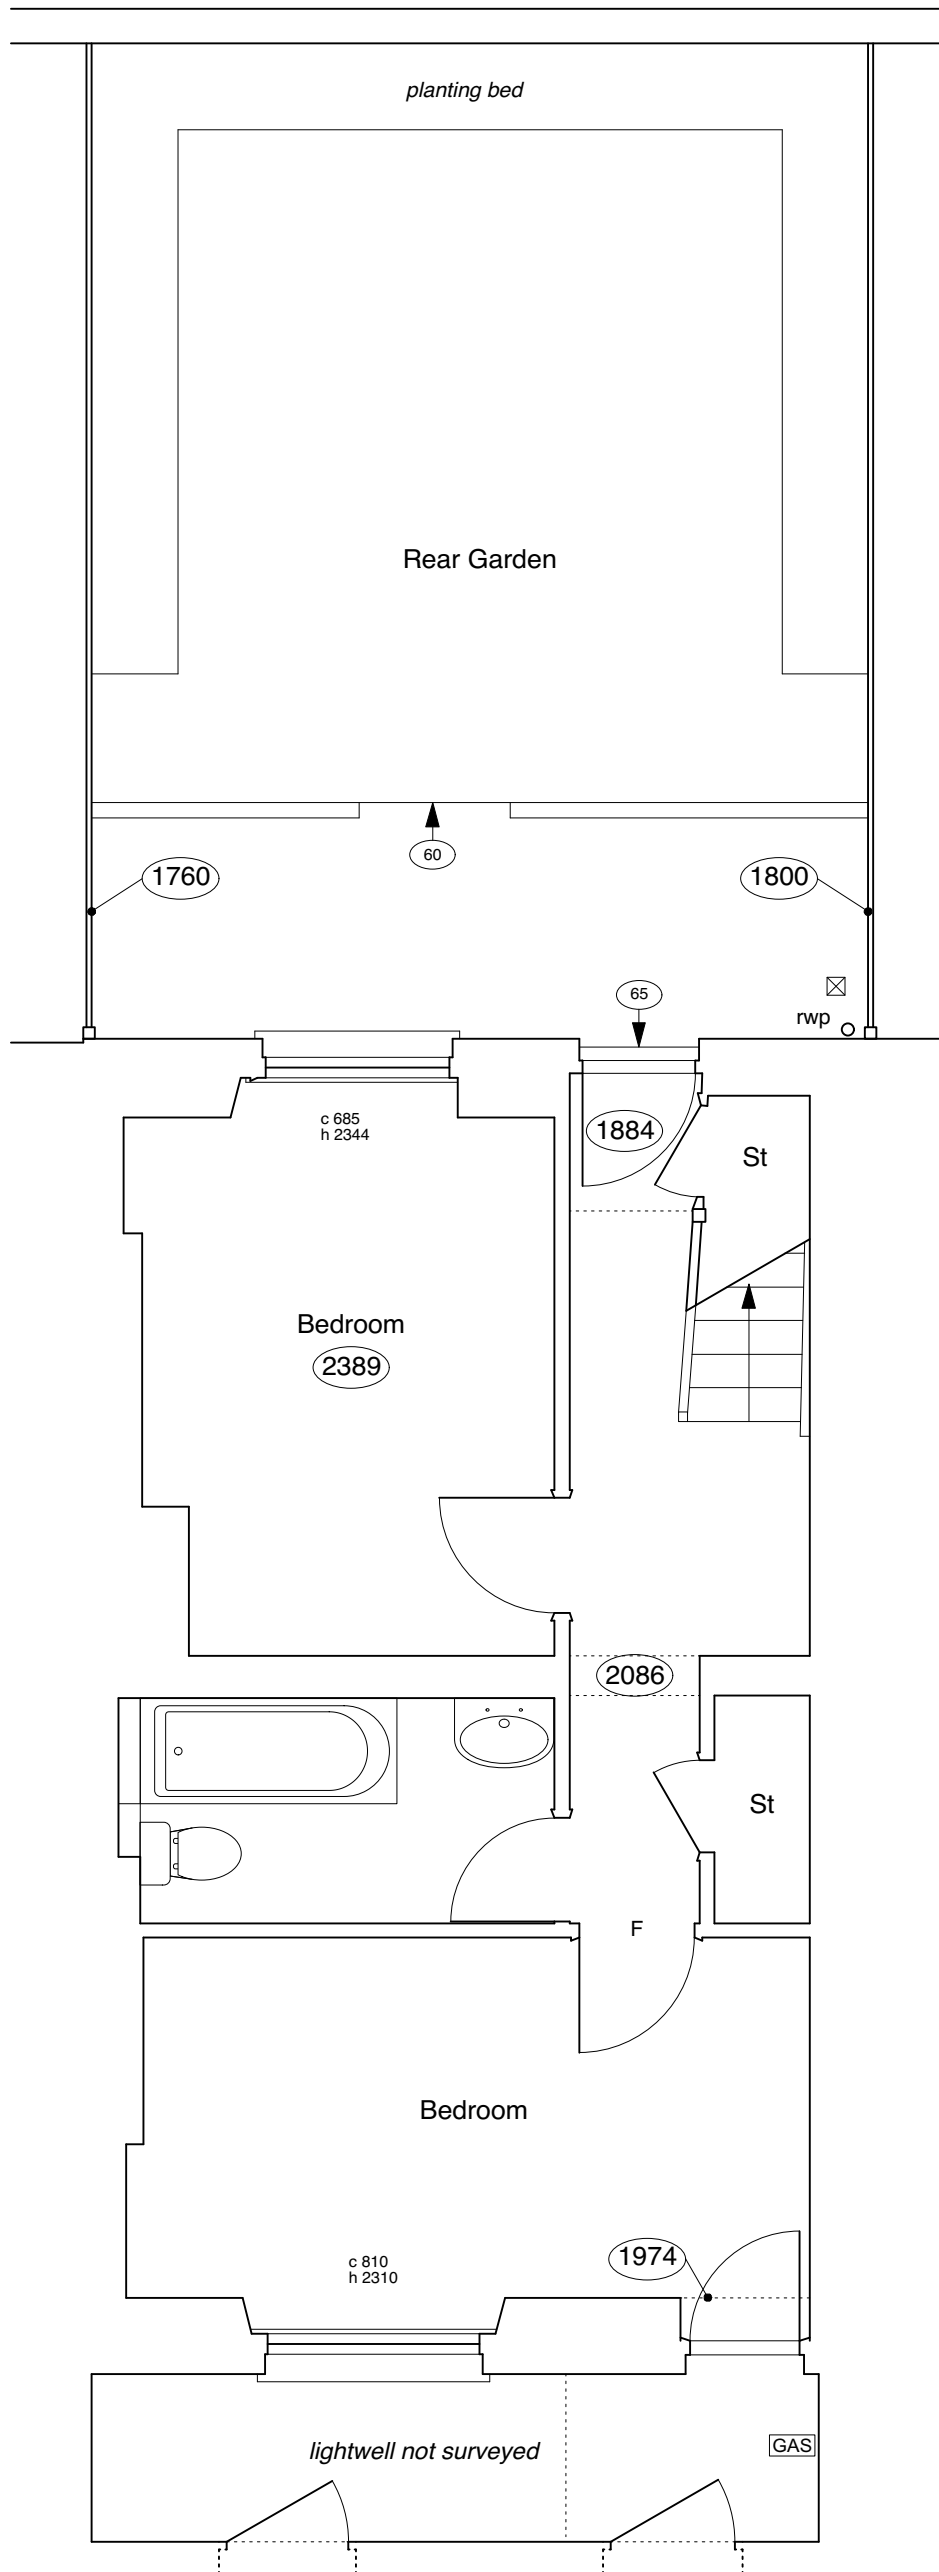 planting bed
Rear Garden
60
1760
1800
65
rwp
c 685
h 2344
1884
St
Bedroom
2389
2086
St
F
Bedroom
c 810
h 2310
1974
lightwell not surveyed
GAS